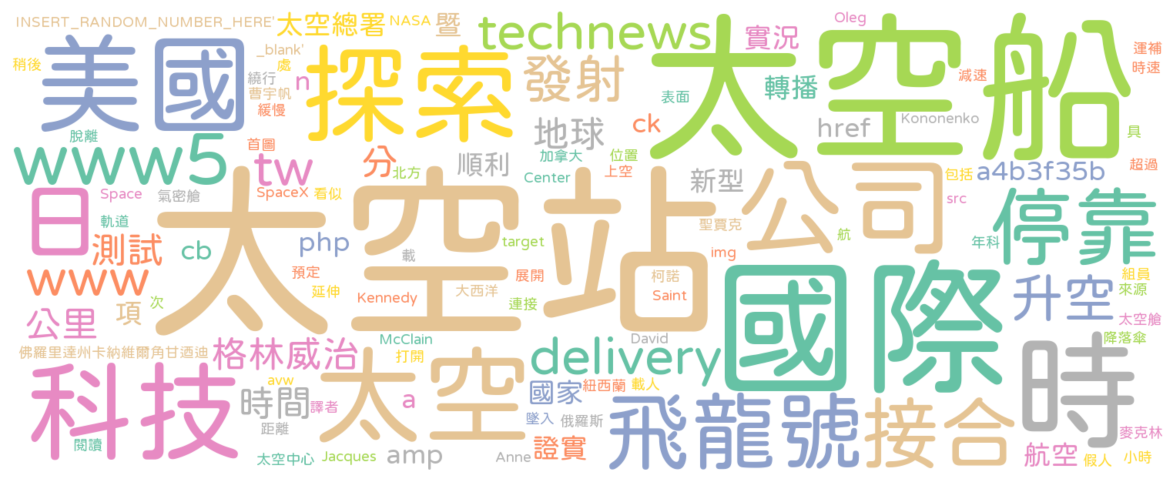 INSERT_RANDOM_NUMBER_HERE'
太空總署
NASA
暨
technews
實況
Oleg
太空船
運補
時速
減速
稍後
美國
_blank'
處
繞行
曹宇帆
緩慢
n
探索
發射
表面
轉播
Kononenko
href
具
脫離
www5
首圖
tw
分
北方
順利
地球
ck
加拿大
位置
上空
Center
新型
包括
a4b3f35b
超過
src
日
Space
氣密艙
SpaceX
看似
軌道
測試
cb
php
太空站
載
target
公司
聖賈克
航
停靠
年科
www
次
預定
延伸
Kennedy
大西洋
展開
連接
img
柯諾
Saint
國際
升空
組員
來源
太空艙
公里
項
McClain
David
降落傘
佛羅里達州卡納維爾角甘迺迪
格林威治
打開
delivery
時
科技
avw
時間
譯者
距離
太空
a
國家
紐西蘭
載人
墜入
俄羅斯
飛龍號
接合
麥克林
閱讀
太空中心
Jacques
amp
Anne
證實
航空
假人
小時